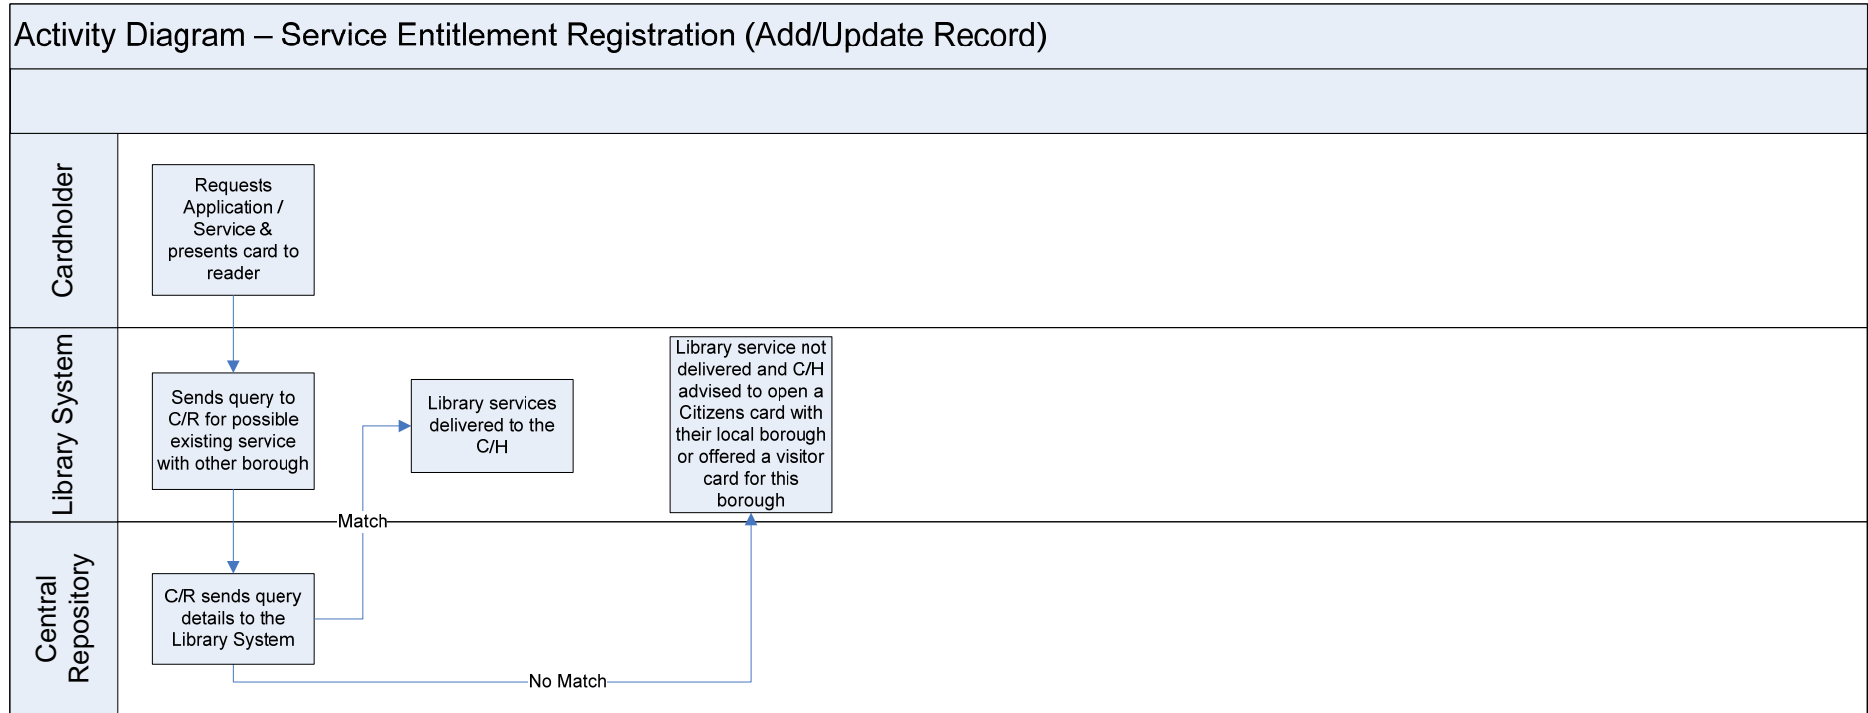 Activity Diagram – Service Entitlement Registration (Add/Update Record)
Cardholder
Requests
Application /
Service &
presents card to
reader
Library System
Sends query to
C/R for possible
existing service
with other borough
Library services
delivered to the
C/H
Library service not
delivered and C/H
advised to open a
Citizens card with
their local borough
or offered a visitor
card for this
borough
Match
Central
Repository
C/R sends query
details to the
Library System
No Match